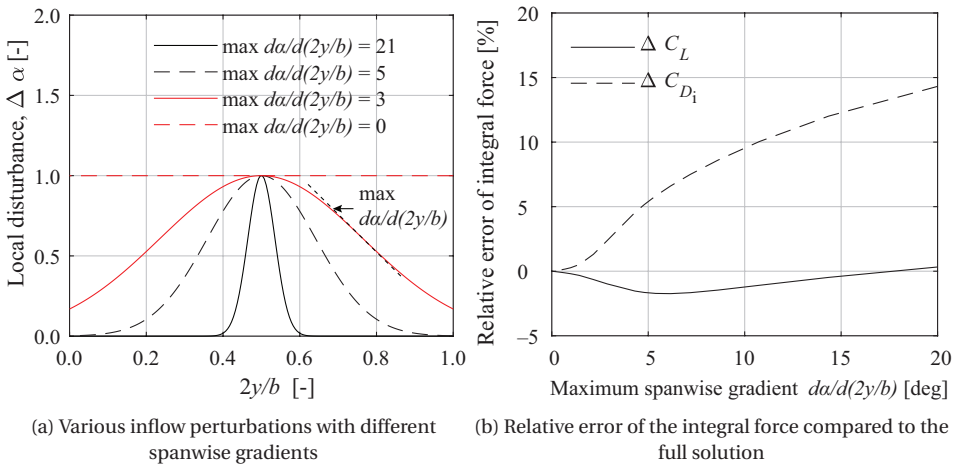 2.0
1.5
1.0
0.5
0.0
Local disturbance, Δ α [-]
max dα/d(2y/b) = 21
max dα/d(2y/b) = 5
max dα/d(2y/b) = 3
max dα/d(2y/b) = 0
max
dα/d(2y/b)
0.0 0.2 0.4 0.6 0.8 1.0
2y/b [-]
(a) Various inflow perturbations with different
spanwise gradients
20
15
10
5
0
−5
Relative error of integral force [%]
Δ C_L
Δ C_{D_i}
0 5 10 15 20
Maximum spanwise gradient dα/d(2y/b) [deg]
(b) Relative error of the integral force compared to the
full solution